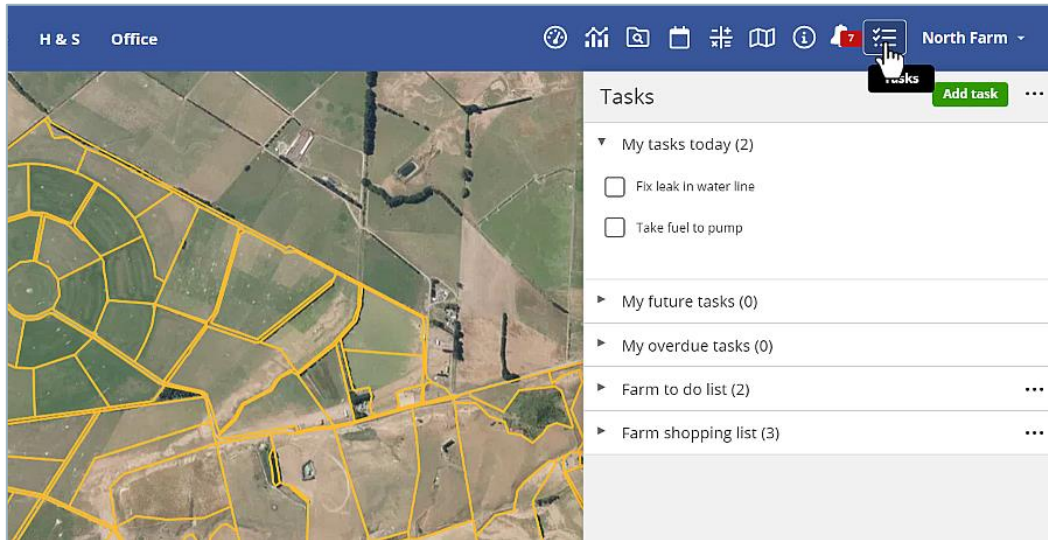 H & S Office 7 North Farm
Tasks
Tasks Add task
My tasks today (2)
Fix leak in water line
Take fuel to pump
My future tasks (0)
My overdue tasks (0)
Farm to do list (2)
Farm shopping list (3)